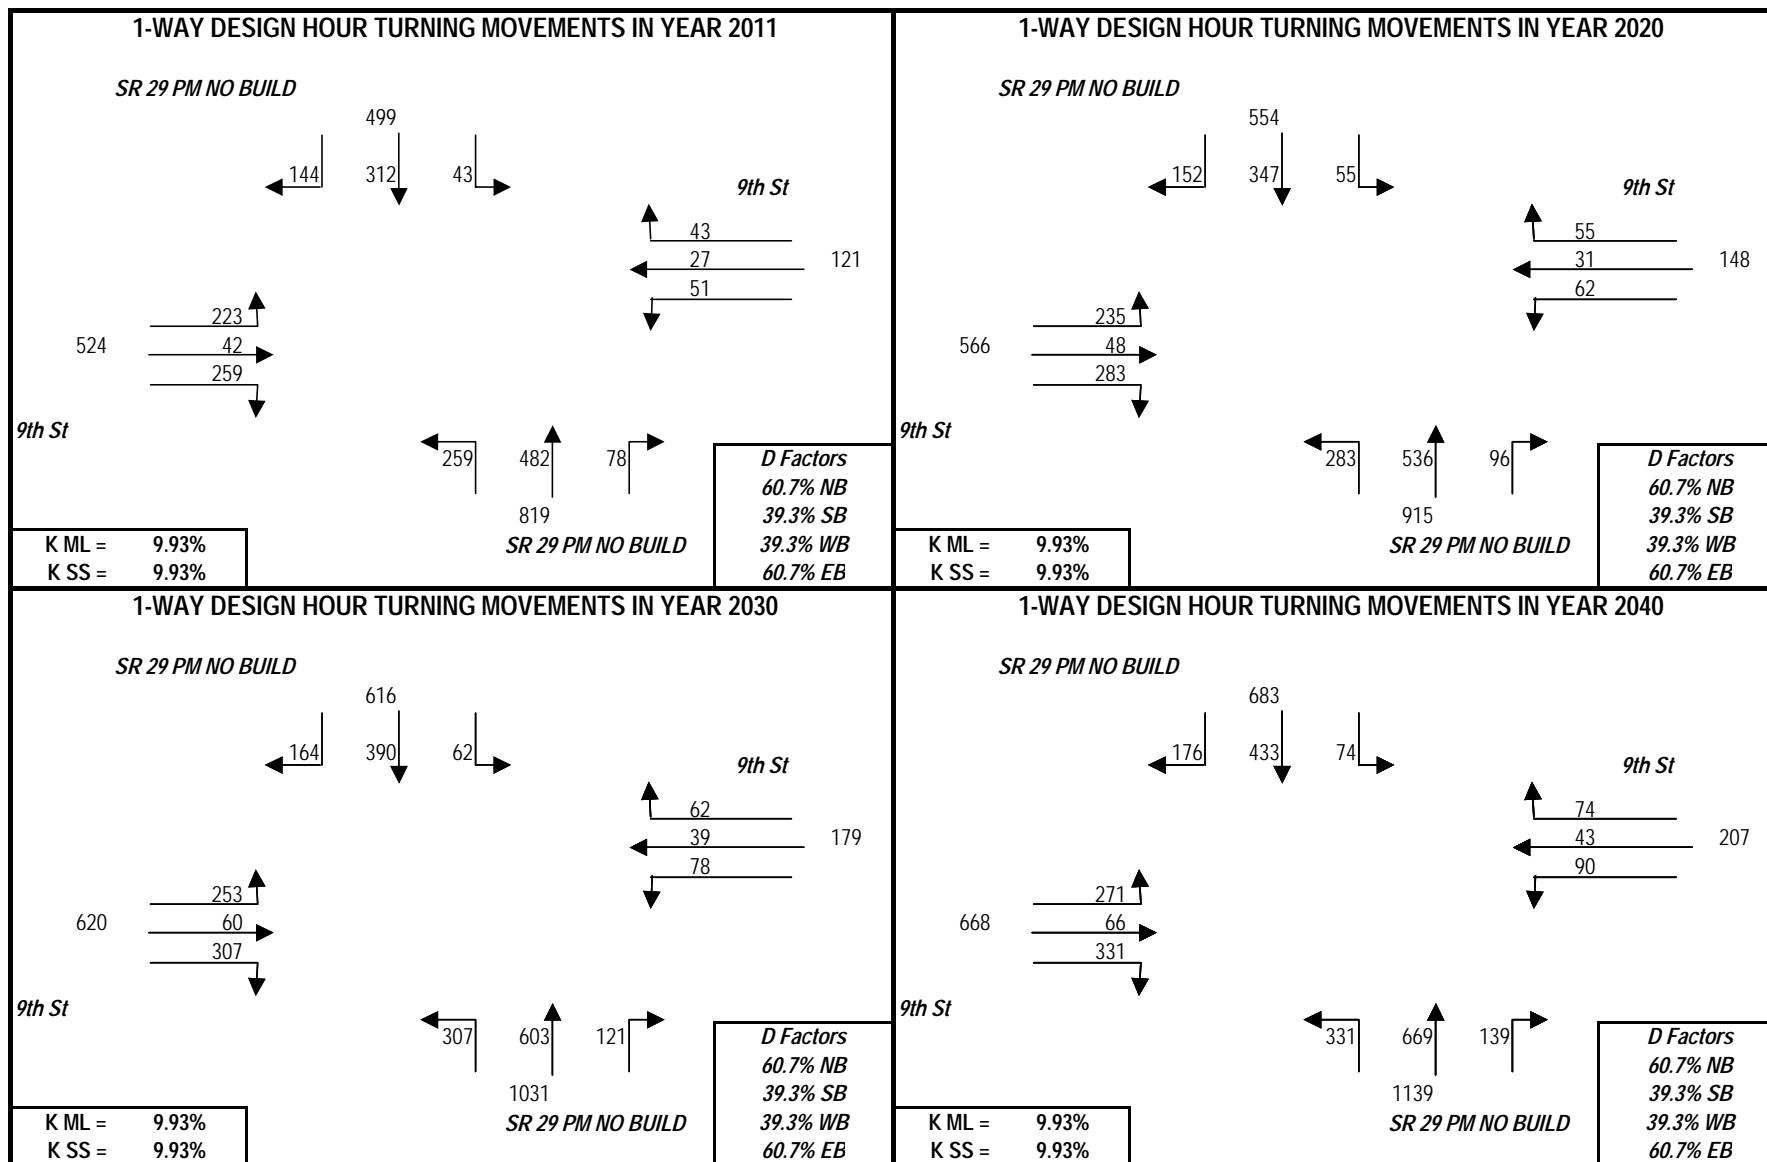 1-WAY DESIGN HOUR TURNING MOVEMENTS IN YEAR 2011
SR 29 PM NO BUILD
499
144 312 43
9th St
43
27 121
51
223
524 42
259
9th St
259 482 78
819
SR 29 PM NO BUILD
D Factors
60.7% NB
39.3% SB
39.3% WB
60.7% EB
K ML = 9.93%
K SS = 9.93%
1-WAY DESIGN HOUR TURNING MOVEMENTS IN YEAR 2020
SR 29 PM NO BUILD
554
152 347 55
9th St
55
31 148
62
235
566 48
283
9th St
283 536 96
915
SR 29 PM NO BUILD
D Factors
60.7% NB
39.3% SB
39.3% WB
60.7% EB
K ML = 9.93%
K SS = 9.93%
1-WAY DESIGN HOUR TURNING MOVEMENTS IN YEAR 2030
SR 29 PM NO BUILD
616
164 390 62
9th St
62
39 179
78
253
620 60
307
9th St
307 603 121
1031
SR 29 PM NO BUILD
D Factors
60.7% NB
39.3% SB
39.3% WB
60.7% EB
K ML = 9.93%
K SS = 9.93%
1-WAY DESIGN HOUR TURNING MOVEMENTS IN YEAR 2040
SR 29 PM NO BUILD
683
176 433 74
9th St
74
43 207
90
271
668 66
331
9th St
331 669 139
1139
SR 29 PM NO BUILD
D Factors
60.7% NB
39.3% SB
39.3% WB
60.7% EB
K ML = 9.93%
K SS = 9.93%